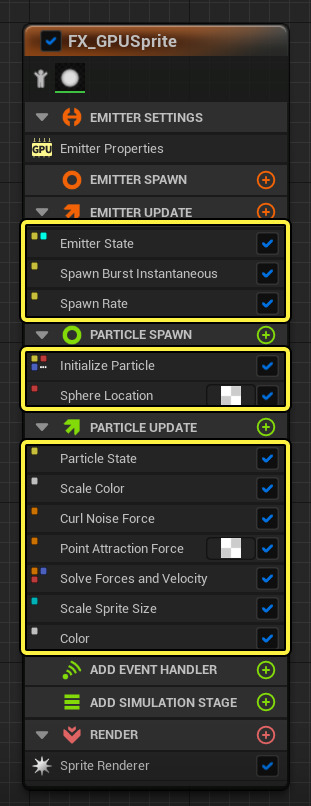 FX_GPUSprite
EMITTER SETTINGS
GPU Emitter Properties
EMITTER SPAWN
EMITTER UPDATE
Emitter State
Spawn Burst Instantaneous
Spawn Rate
PARTICLE SPAWN
Initialize Particle
Sphere Location
PARTICLE UPDATE
Particle State
Scale Color
Curl Noise Force
Point Attraction Force
Solve Forces and Velocity
Scale Sprite Size
Color
ADD EVENT HANDLER
ADD SIMULATION STAGE
RENDER
Sprite Renderer